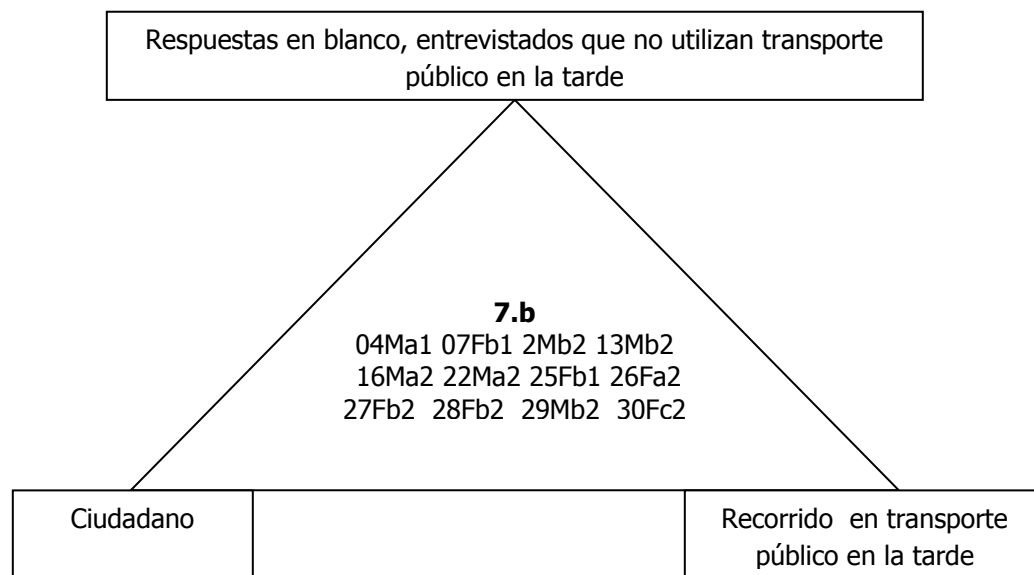 Respuestas en blanco, entrevistados que no utilizan transporte
público en la tarde
7.b
04Ma1 07Fb1 2Mb2 13Mb2
16Ma2 22Ma2 25Fb1 26Fa2
27Fb2 28Fb2 29Mb2 30Fc2
Ciudadano
Recorrido en transporte
público en la tarde